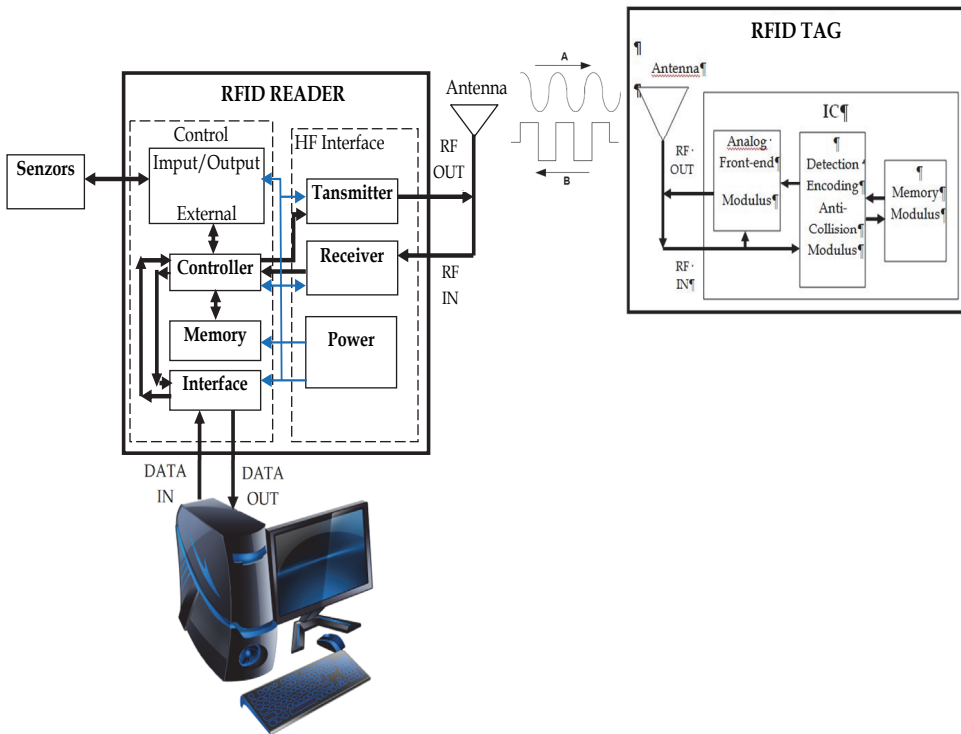 RFID READER
Control
Imput/Output
External
Controller
Memory
Interface
HF Interface
Tansmitter
Receiver
Power
Senzors
Antenna
RF
OUT
RF
IN
DATA
IN
DATA
OUT
A
B
RFID TAG
¶
Antenna¶
¶
IC¶
RF·
OUT
RF·
IN¶
Analog·
Front-end
Modulus¶
¶
Detection¶
Encoding¶
Anti-
Collision¶
Modulus¶
¶
Memory¶
Modulus¶